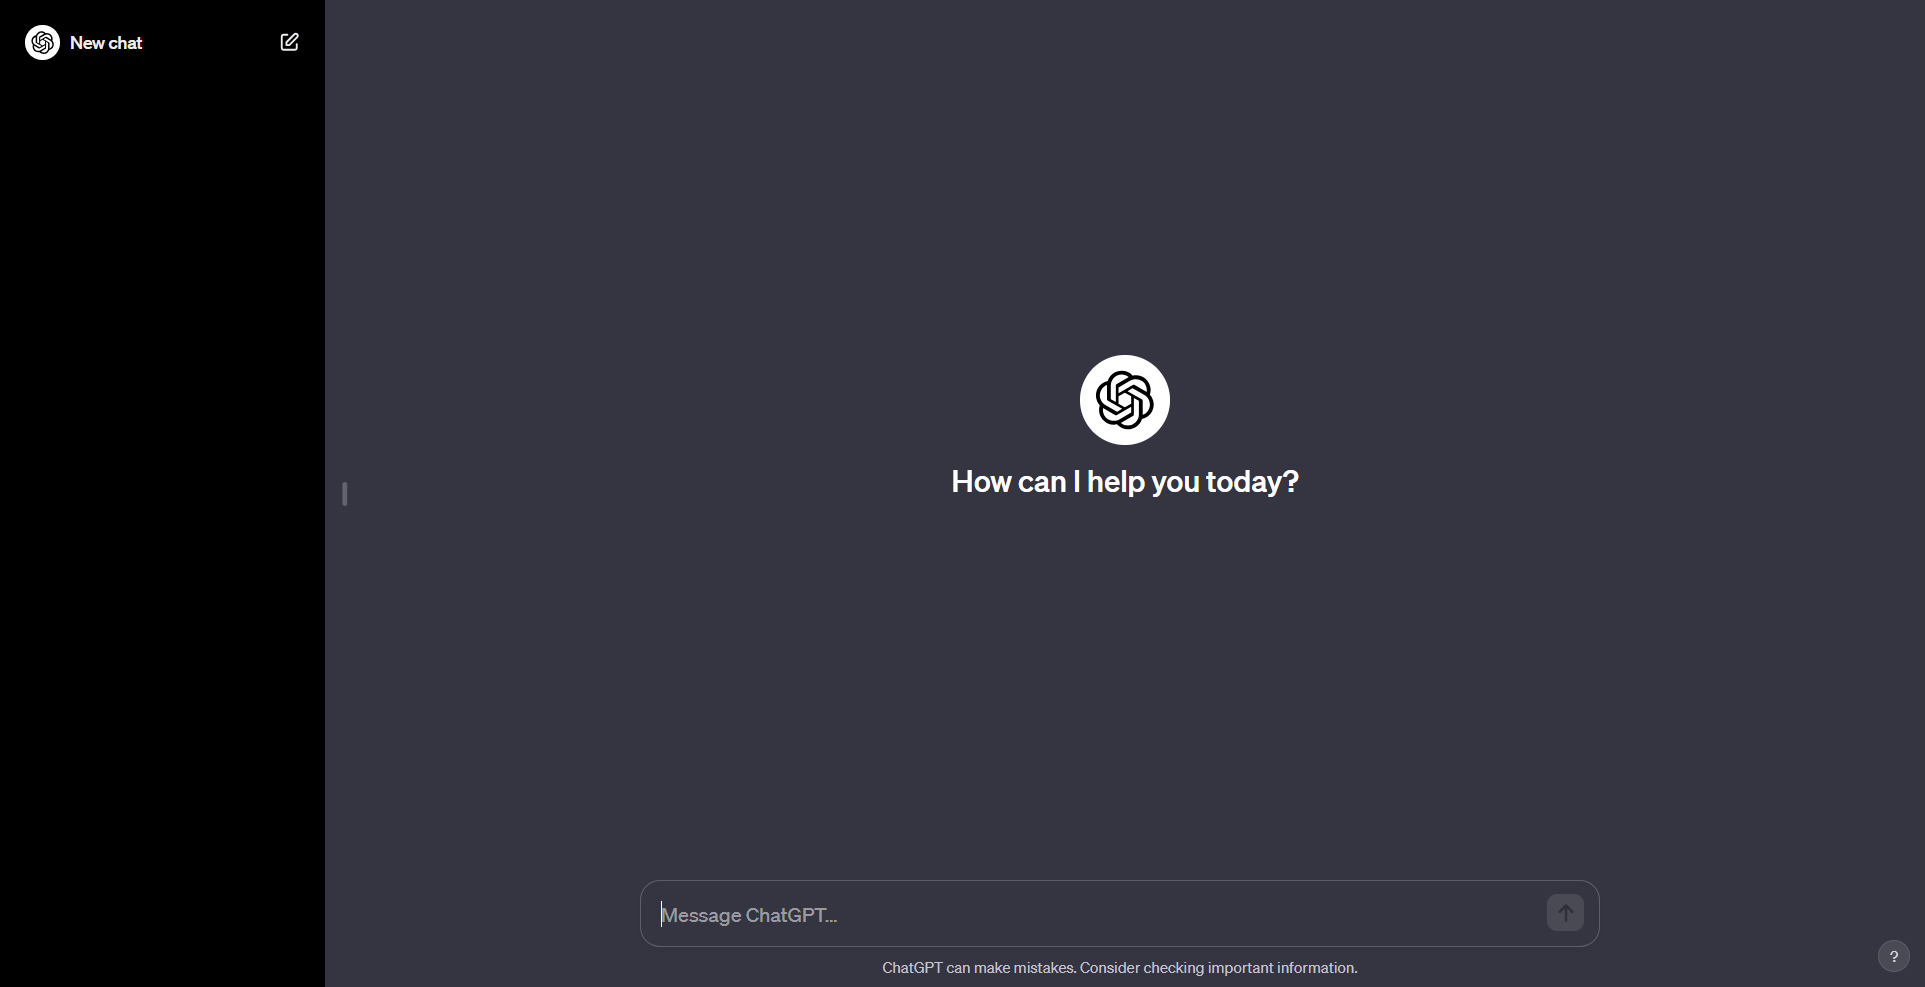 New chat
How can I help you today?
Message ChatGPT...
ChatGPT can make mistakes. Consider checking important information.
?